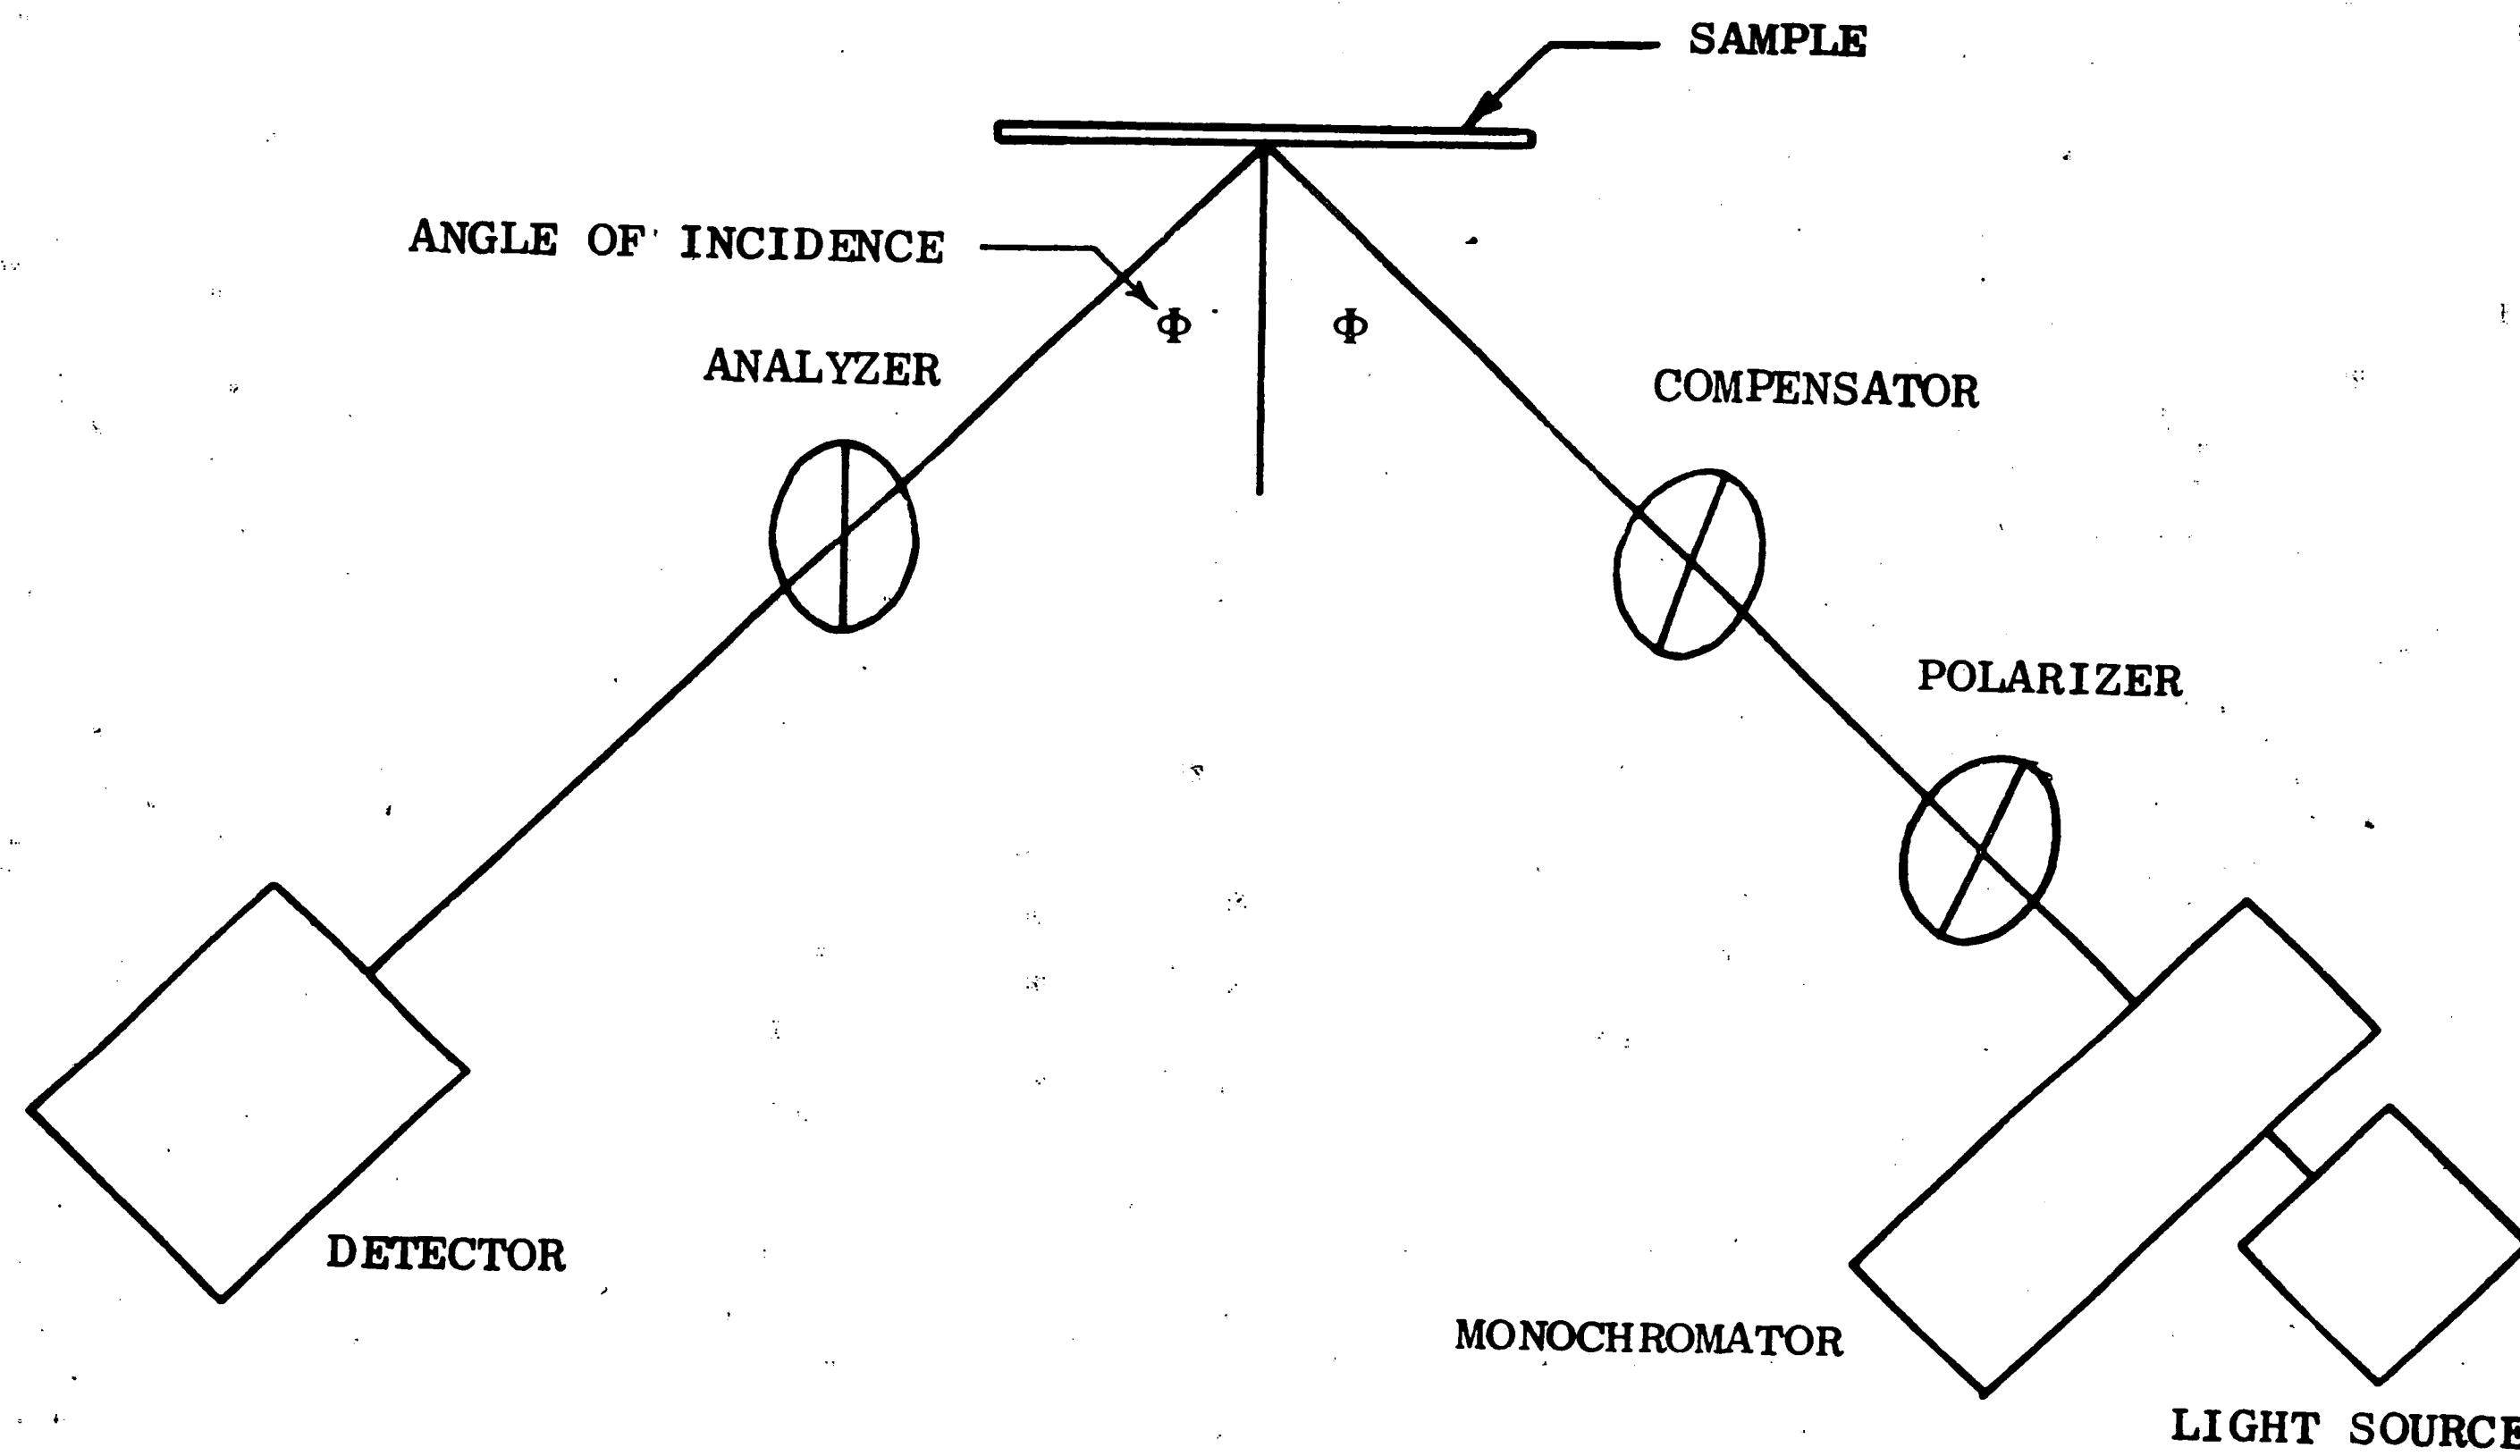 SAMPLE
ANGLE OF INCIDENCE
Φ Φ
ANALYZER
COMPENSATOR
POLARIZER
DETECTOR
MONOCHROMATOR
LIGHT SOURCE